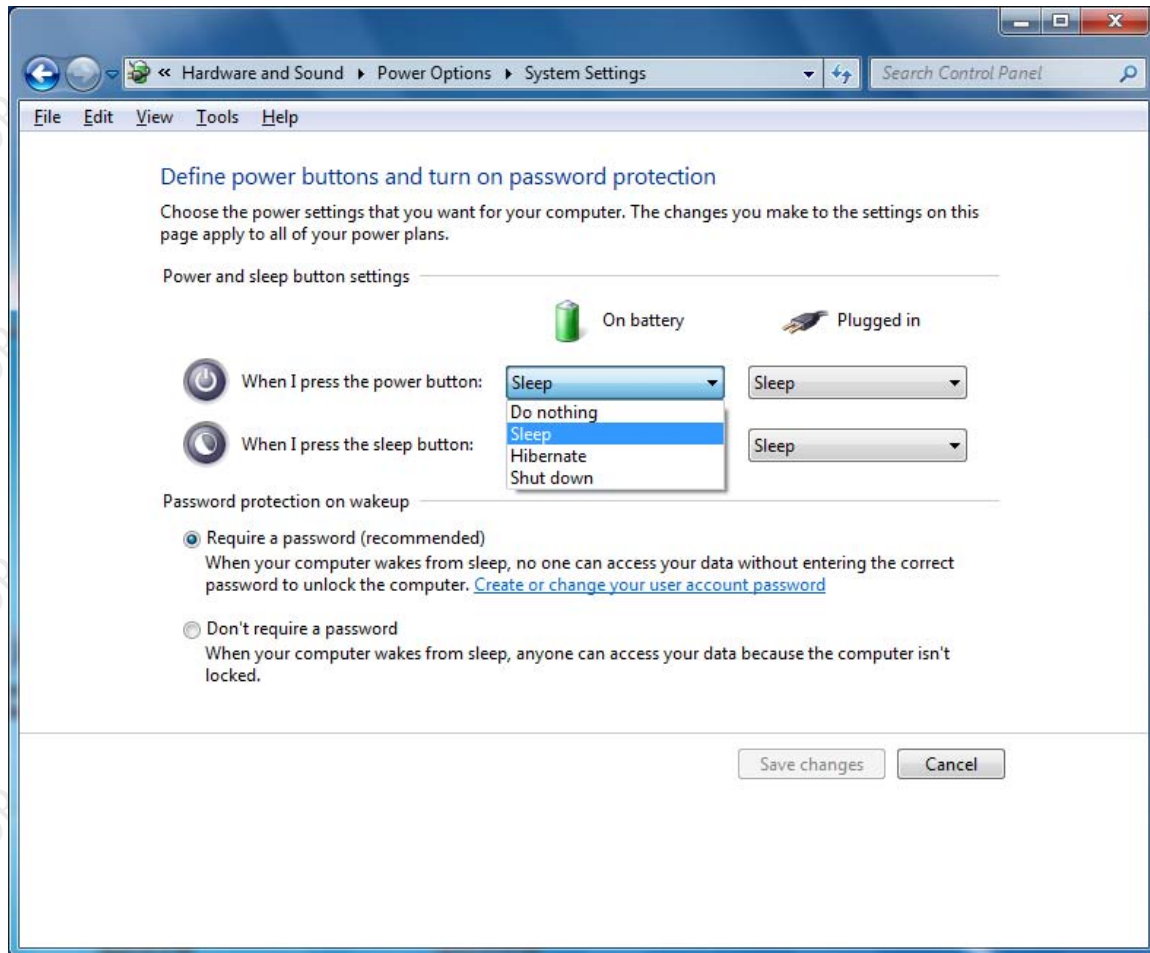 « Hardware and Sound ▸ Power Options ▸ System Settings
Search Control Panel
File Edit View Tools Help
Define power buttons and turn on password protection
Choose the power settings that you want for your computer. The changes you make to the settings on this
page apply to all of your power plans.
Power and sleep button settings
On battery
Plugged in
When I press the power button:
Sleep
Sleep
Do nothing
Sleep
Hibernate
Shut down
When I press the sleep button:
Sleep
Password protection on wakeup
Require a password (recommended)
When your computer wakes from sleep, no one can access your data without entering the correct
password to unlock the computer. Create or change your user account password
Don't require a password
When your computer wakes from sleep, anyone can access your data because the computer isn't
locked.
Save changes
Cancel